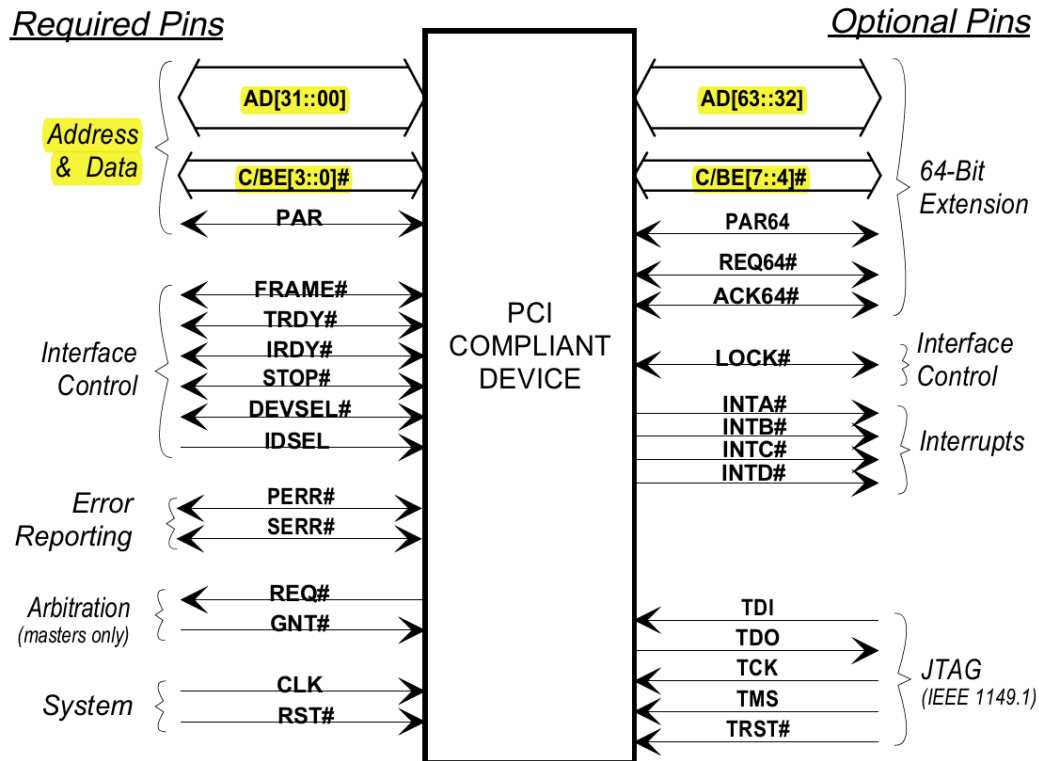 Required Pins
Optional Pins
Address
& Data
AD[31::00]
C/BE[3::0]#
PAR
Interface
Control
FRAME#
TRDY#
IRDY#
STOP#
DEVSEL#
IDSEL
Error
Reporting
PERR#
SERR#
Arbitration
(masters only)
REQ#
GNT#
System
CLK
RST#
PCI
COMPLIANT
DEVICE
AD[63::32]
C/BE[7::4]#
PAR64
REQ64#
ACK64#
64-Bit
Extension
LOCK#
Interface
Control
INTA#
INTB#
INTC#
INTD#
Interrupts
TDI
TDO
TCK
TMS
TRST#
JTAG
(IEEE 1149.1)